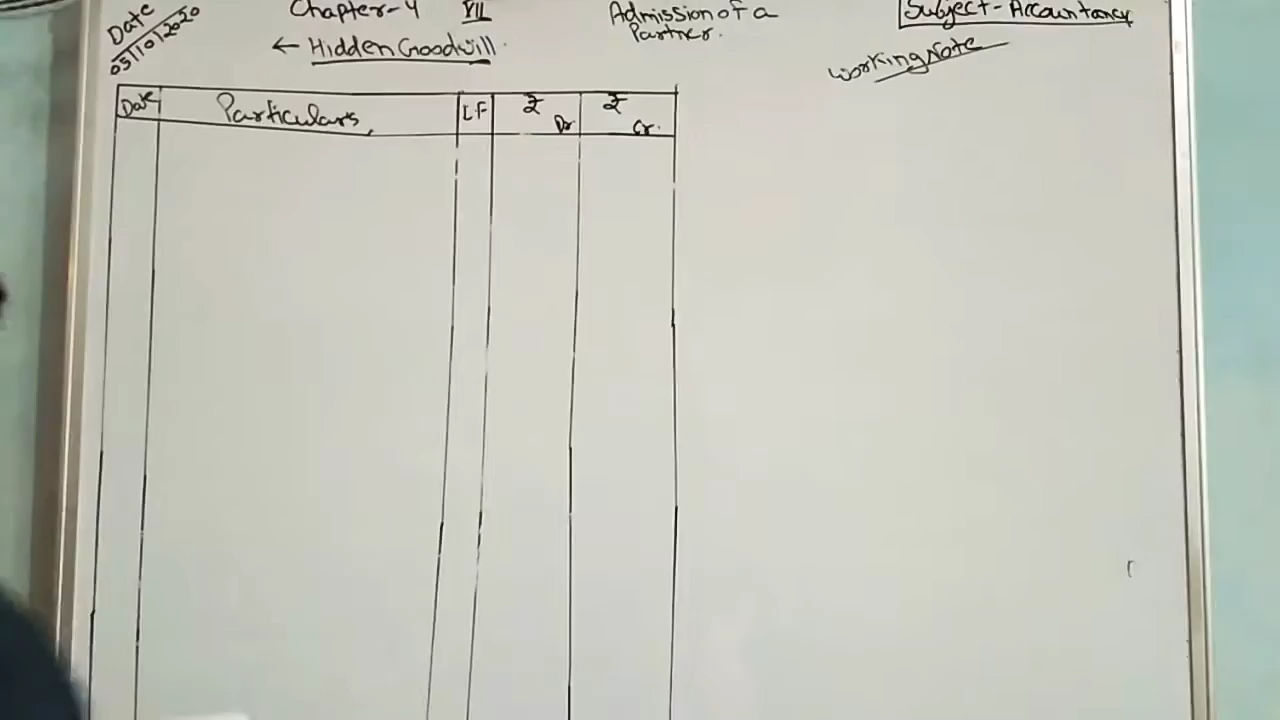 Date
05/10/2020
Chapter-4 XII
← Hidden Goodwill.
Admission of a
Partner.
Subject - Accountancy
Working Note
Date Particulars LF ₹ Dr ₹ Cr.